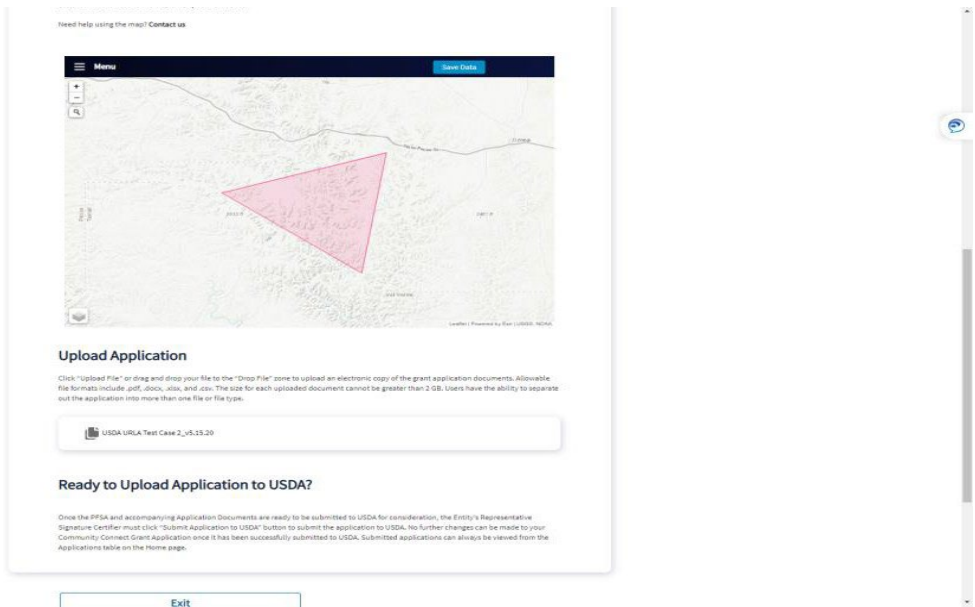 Need help using the map? Contact us
Menu
Save Data
+
−
Leaflet | Powered by Esri | USGS, NOAA
Upload Application
Click "Upload File" or drag and drop your file to the "Drop File" zone to upload an electronic copy of the grant application documents. Allowable
file formats include .pdf, .docx, .xlsx, and .csv. The size for each uploaded document cannot be greater than 2 GB. Users have the ability to separate
out the application into more than one file or file type.
USDA URLA Test Case 2_v5.15.20
Ready to Upload Application to USDA?
Once the PFSA and accompanying Application Documents are ready to be submitted to USDA for consideration, the Entity's Representative
Signature Certifier must click "Submit Application to USDA" button to submit the application to USDA. No further changes can be made to your
Community Connect Grant Application once it has been successfully submitted to USDA. Submitted applications can always be viewed from the
Applications table on the Home page.
Exit